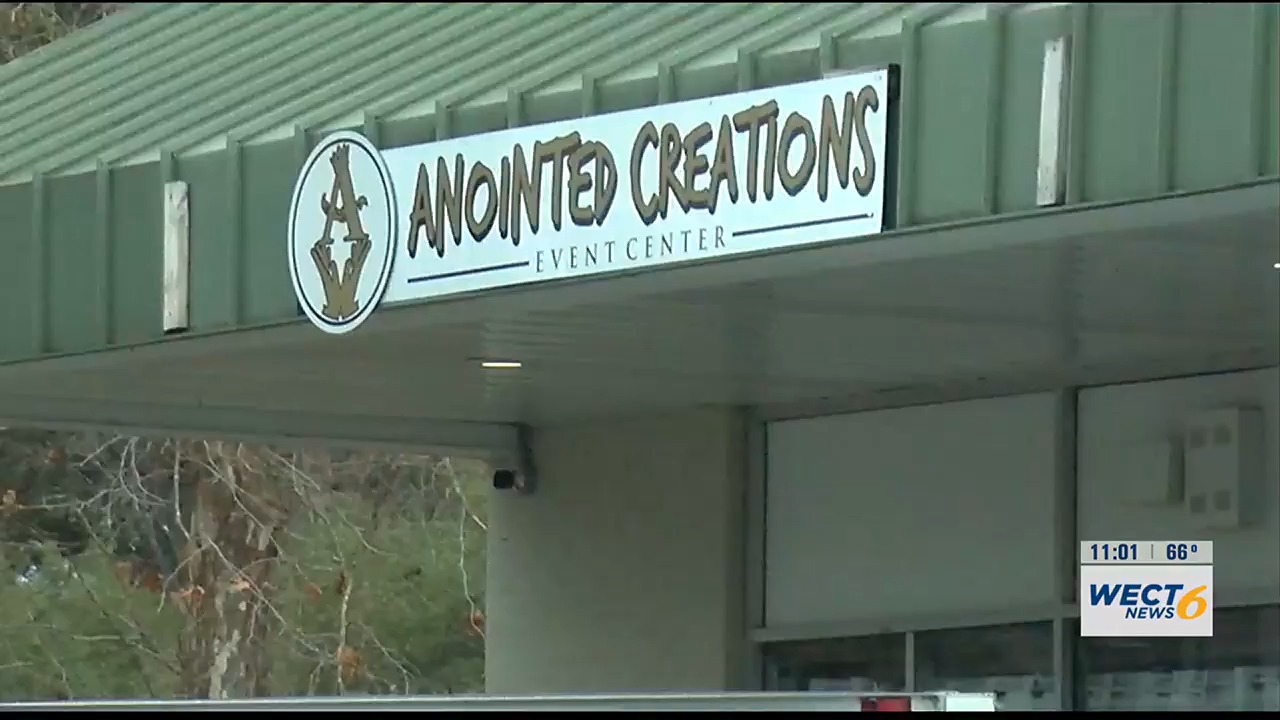 A
ANOINTED CREATIONS
EVENT CENTER
11:01 | 66°
WECT 6
NEWS